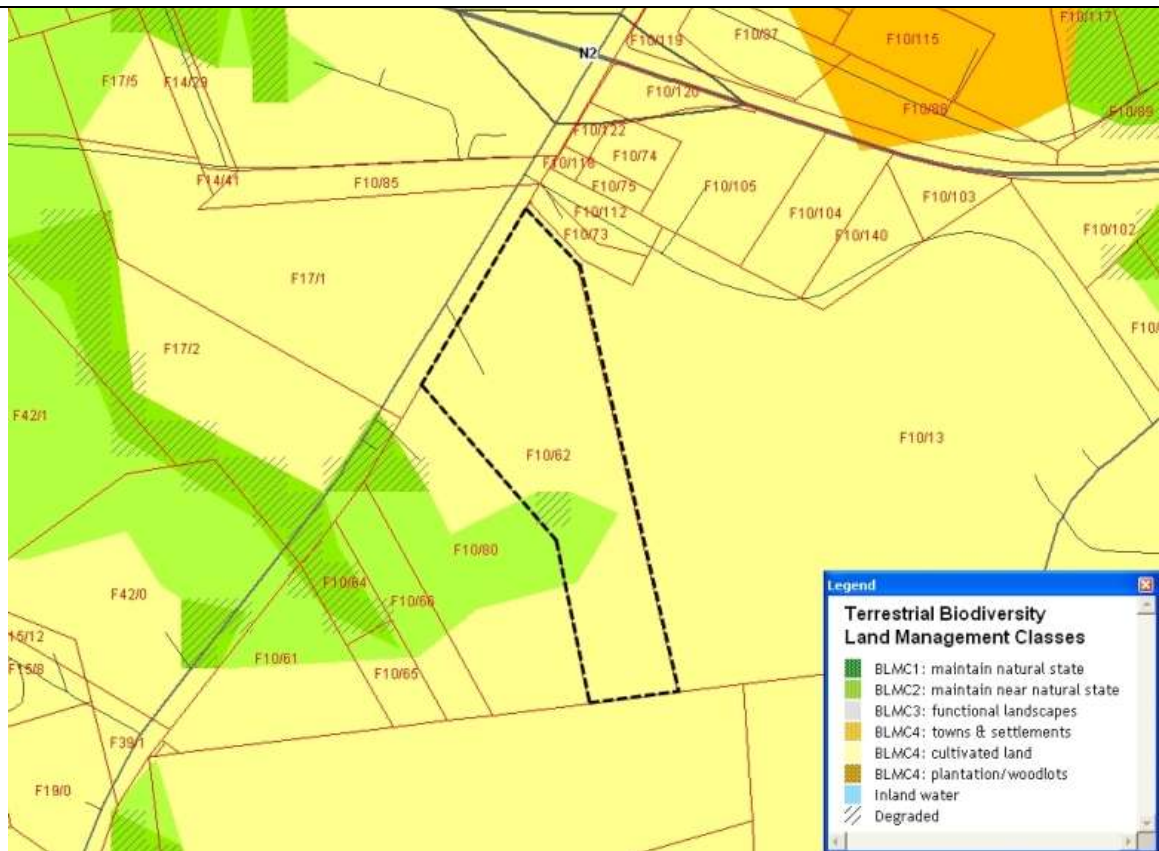 F10/117
F10/119
F10/87
F10/115
N2
F17/5
F14/29
F10/120
F10/88
F10/89
F10/122
F10/118
F10/74
F14/41
F10/85
F10/75
F10/105
F10/103
F10/112
F10/104
F10/73
F10/140
F10/102
F17/1
F10/
F17/2
F42/1
F10/13
F10/62
F10/80
F10/64
F42/0
F10/66
15/12
F10/61
F15/8
F10/65
F39/1
F19/0
Legend
Terrestrial Biodiversity
Land Management Classes
BLMC1: maintain natural state
BLMC2: maintain near natural state
BLMC3: functional landscapes
BLMC4: towns & settlements
BLMC4: cultivated land
BLMC4: plantation/woodlots
Inland water
Degraded